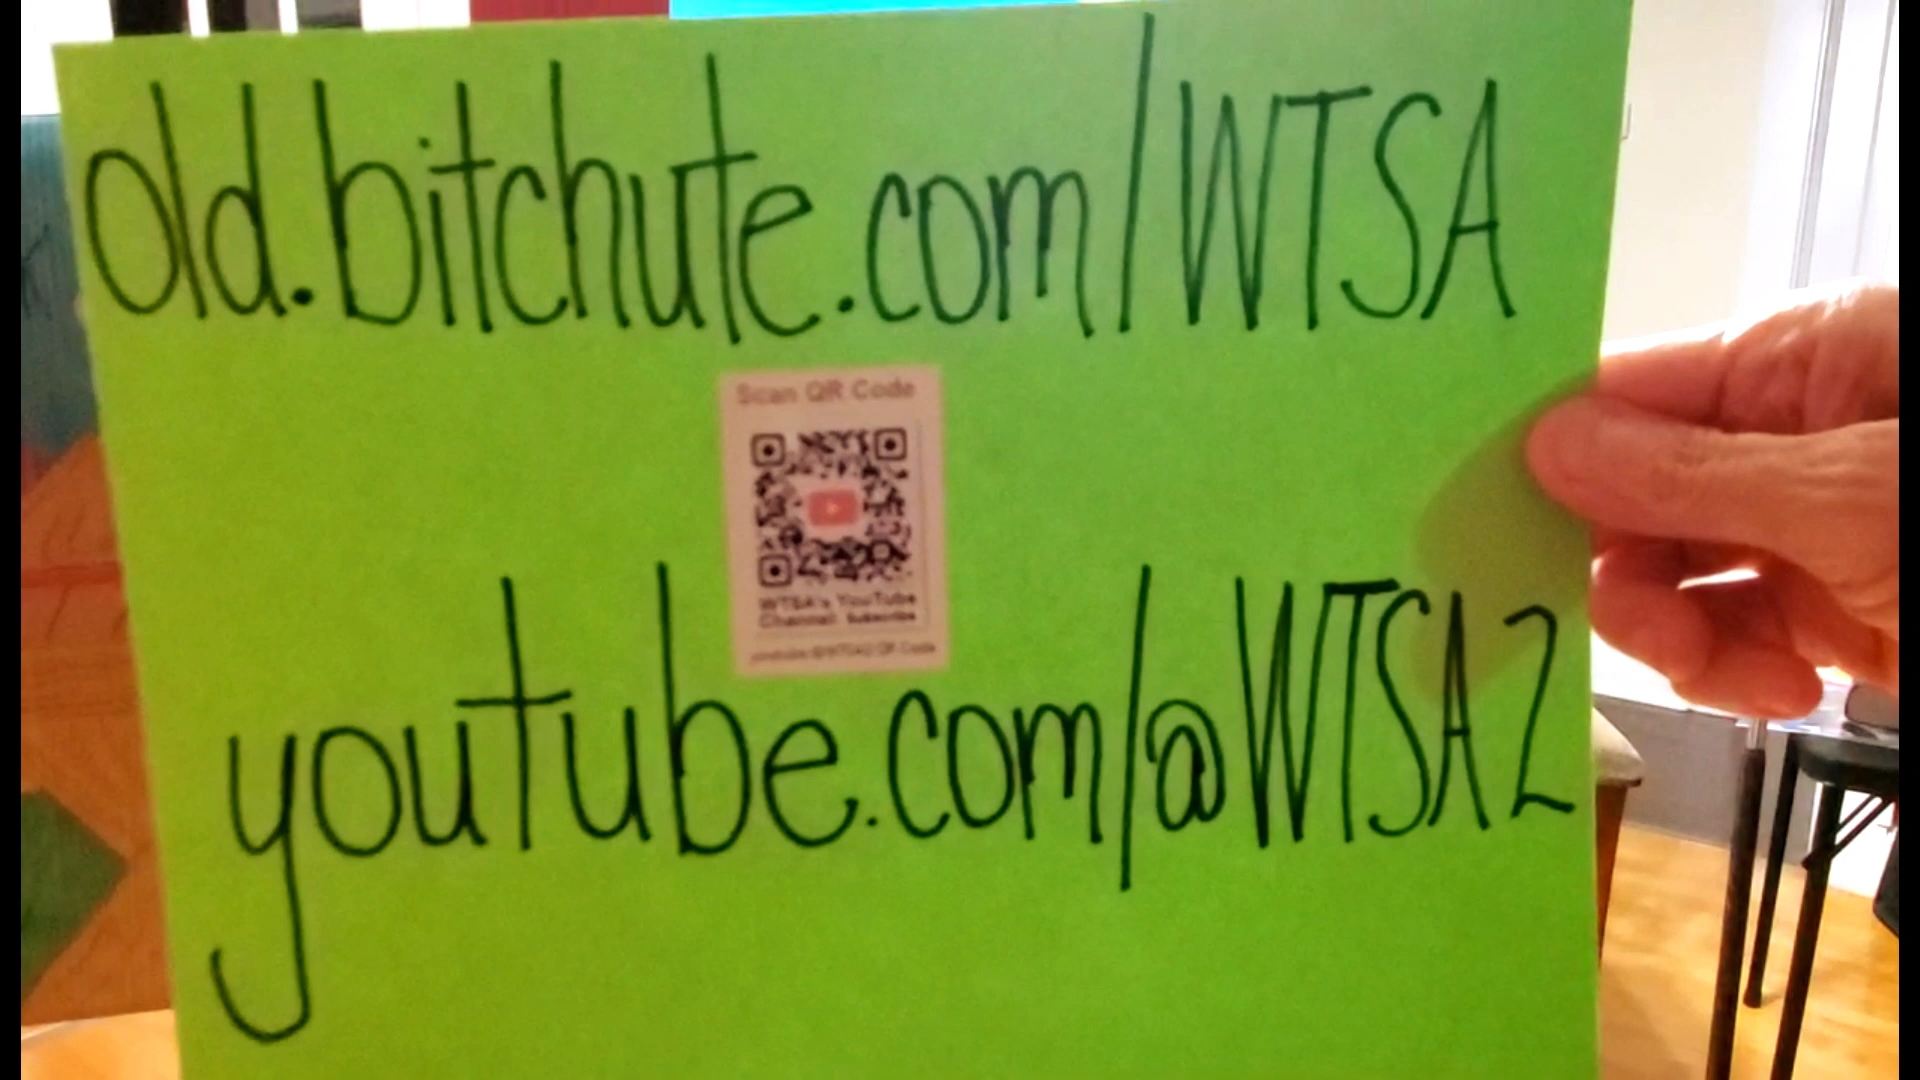 old.bitchute.com/WTSA
Scan QR Code
WTSA's YouTube
Channel: Subscribe
youtube.com/@WTSA2